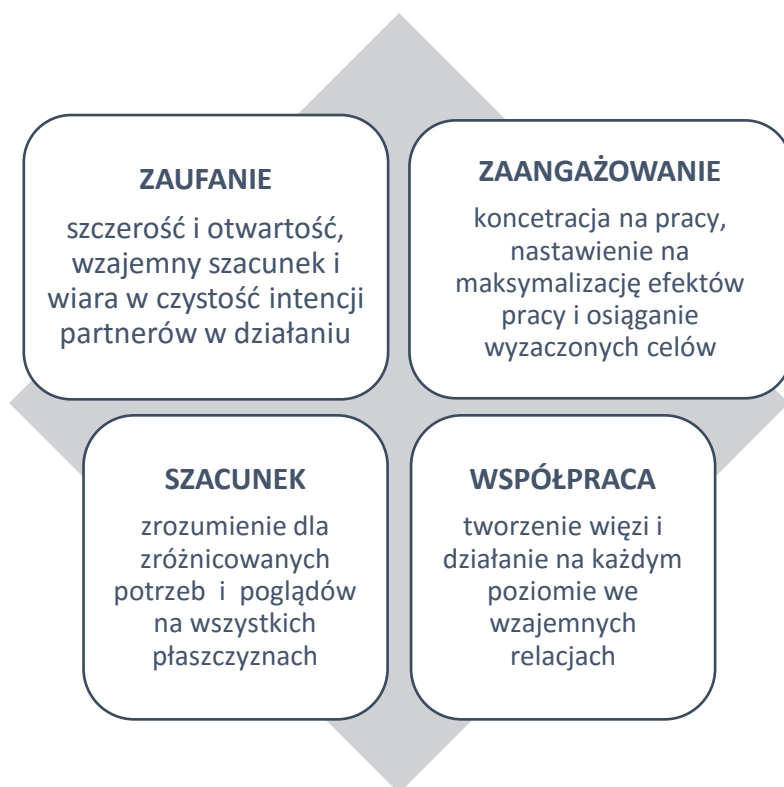 ZAUFANIE
szczerość i otwartość,
wzajemny szacunek i
wiara w czystość intencji
partnerów w działaniu
ZAANGAŻOWANIE
koncetracja na pracy,
nastawienie na
maksymalizację efektów
pracy i osiąganie
wyzaczonych celów
SZACUNEK
zrozumienie dla
zróżnicowanych
potrzeb i poglądów
na wszystkich
płaszczyznach
WSPÓŁPRACA
tworzenie więzi i
działanie na każdym
poziomie we
wzajemnych
relacjach